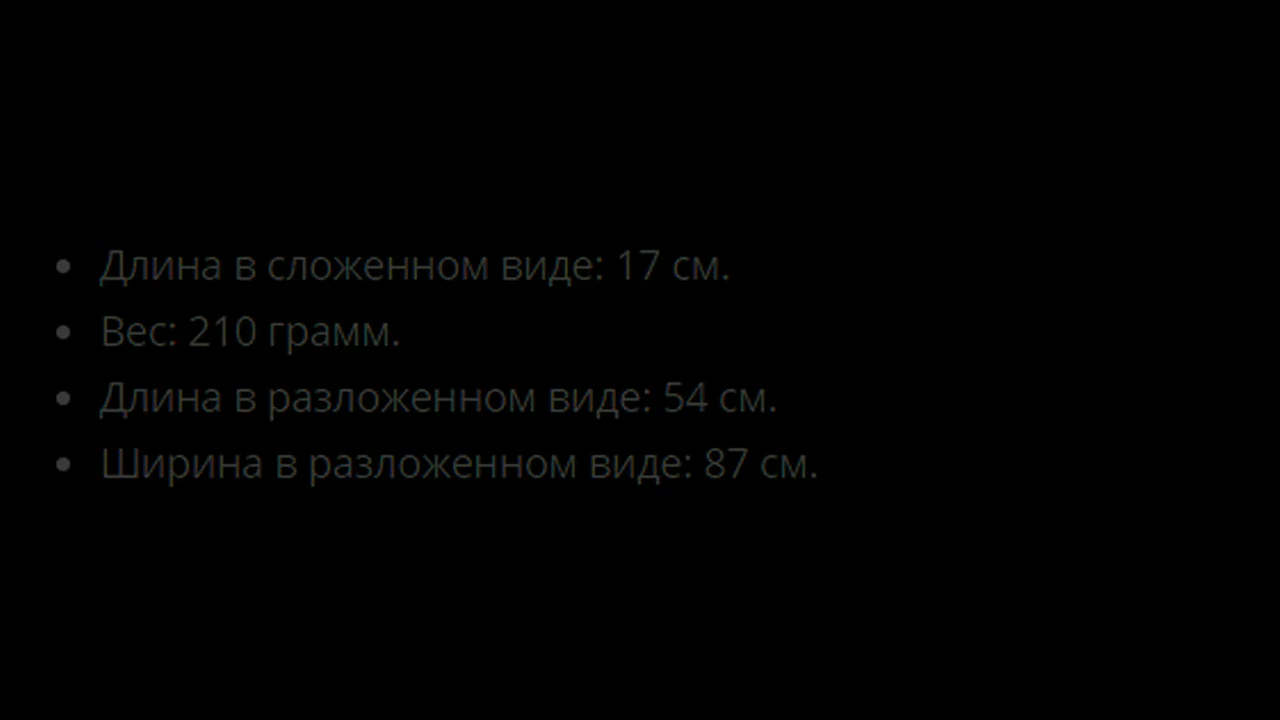 • Длина в сложенном виде: 17 см.
• Вес: 210 грамм.
• Длина в разложенном виде: 54 см.
• Ширина в разложенном виде: 87 см.